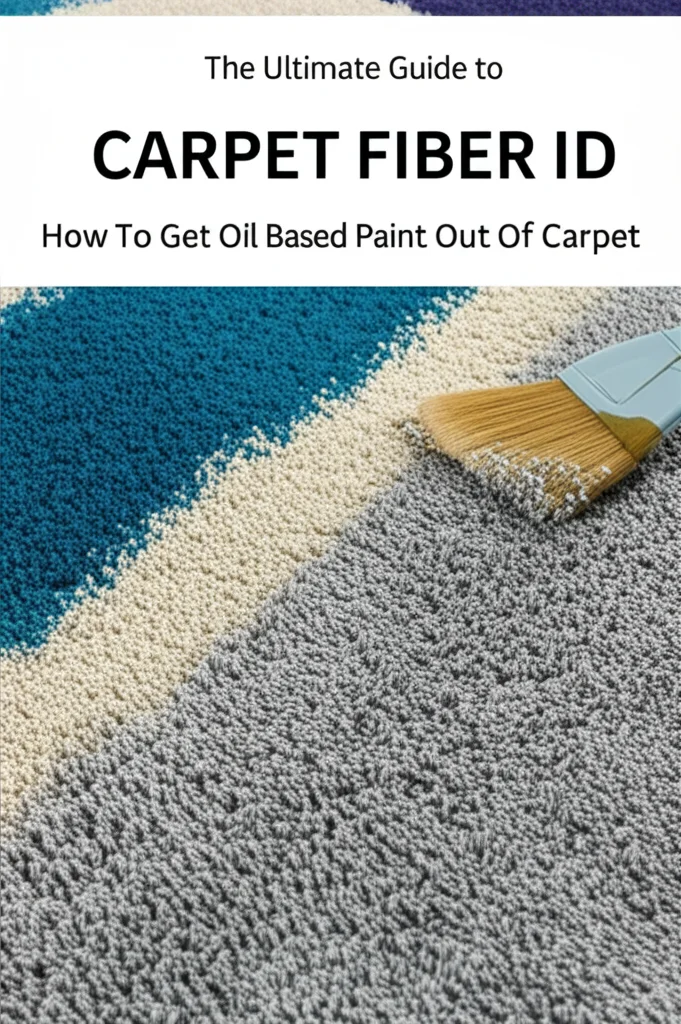 The Ultimate Guide to
CARPET FIBER ID
How To Get Oil Based Paint Out Of Carpet